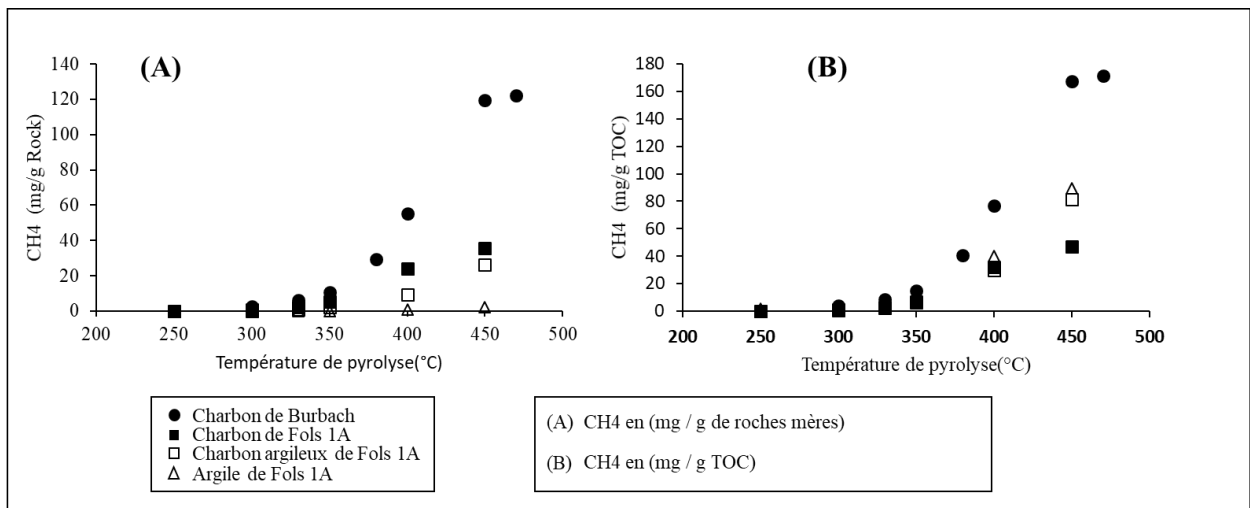 (A)
140
120
100
80
60
40
20
0
200 250 300 350 400 450 500
CH4 (mg/g Rock)
Température de pyrolyse(°C)
(B)
180
160
140
120
100
80
60
40
20
0
200 250 300 350 400 450 500
CH4 (mg/g TOC)
Température de pyrolyse(°C)
Charbon de Burbach
Charbon de Fols 1A
Charbon argileux de Fols 1A
Argile de Fols 1A
(A) CH4 en (mg / g de roches mères)
(B) CH4 en (mg / g TOC)